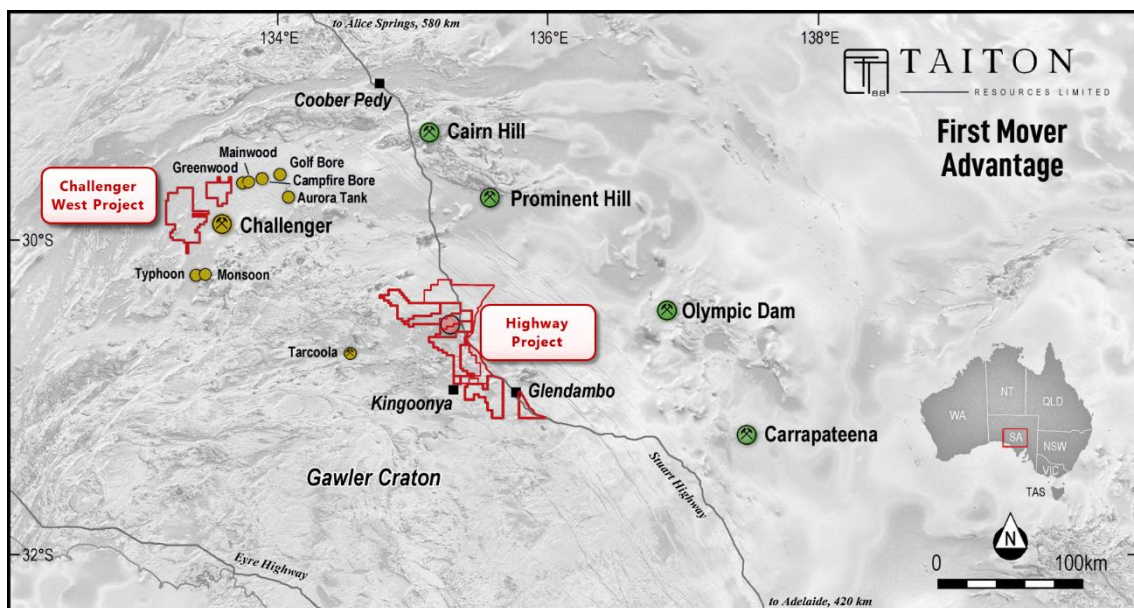 to Alice Springs, 580 km
134°E
136°E
138°E
TAITON
RESOURCES LIMITED
88
First Mover
Advantage
Coober Pedy
Cairn Hill
Mainwood
Golf Bore
Greenwood
Campfire Bore
Aurora Tank
Prominent Hill
Challenger
West Project
Challenger
30°S
30°S
Typhoon
Monsoon
Highway
Project
Olympic Dam
Tarcoola
Kingoonya
Glendambo
Carrapateena
Gawler Craton
Stuart Highway
WA
NT
QLD
SA
NSW
VIC
TAS
N
0
100km
32°S
32°S
Eyre Highway
to Adelaide, 420 km